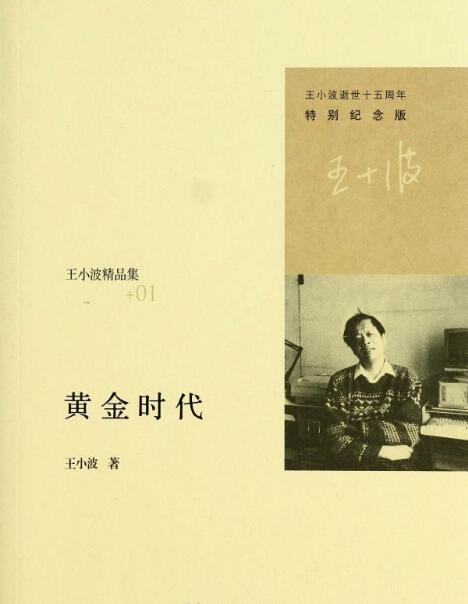 王小波逝世十五周年
特别纪念版
王小波
王小波精品集
+01
黄金时代
王小波 著